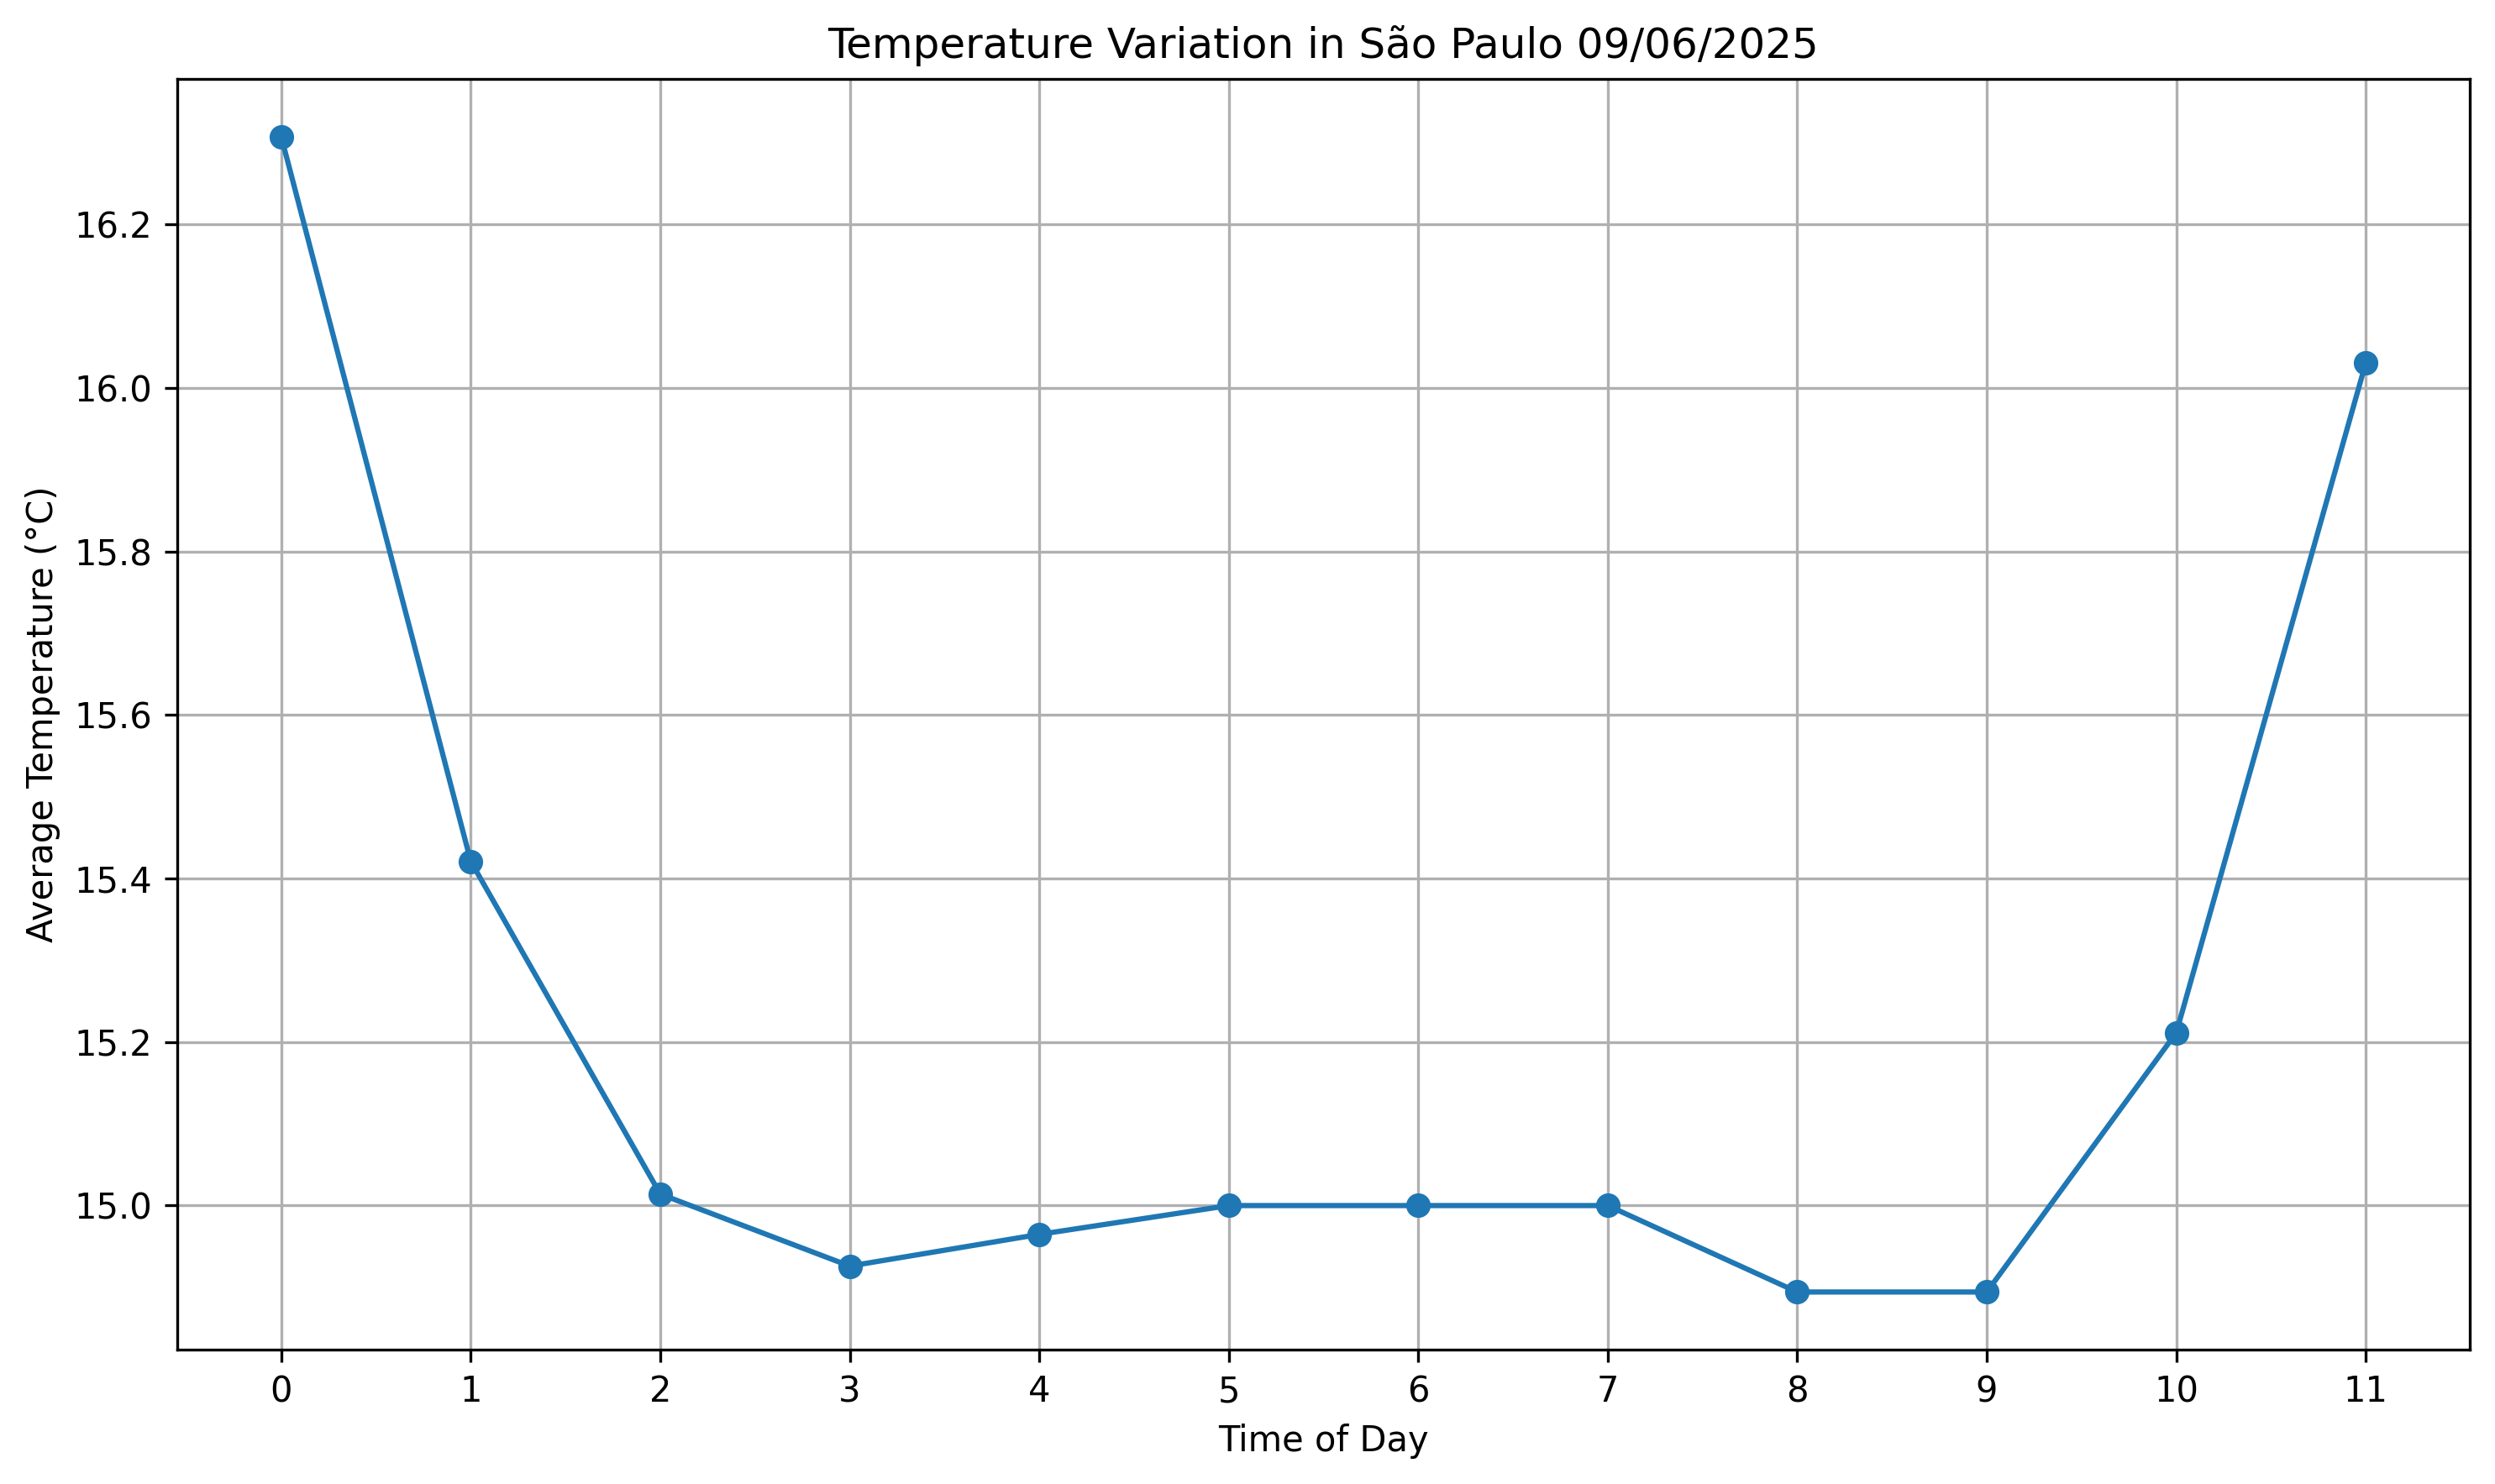 Temperature Variation in São Paulo 09/06/2025
Average Temperature (°C)
16.2
16.0
15.8
15.6
15.4
15.2
15.0
0 1 2 3 4 5 6 7 8 9 10 11
Time of Day